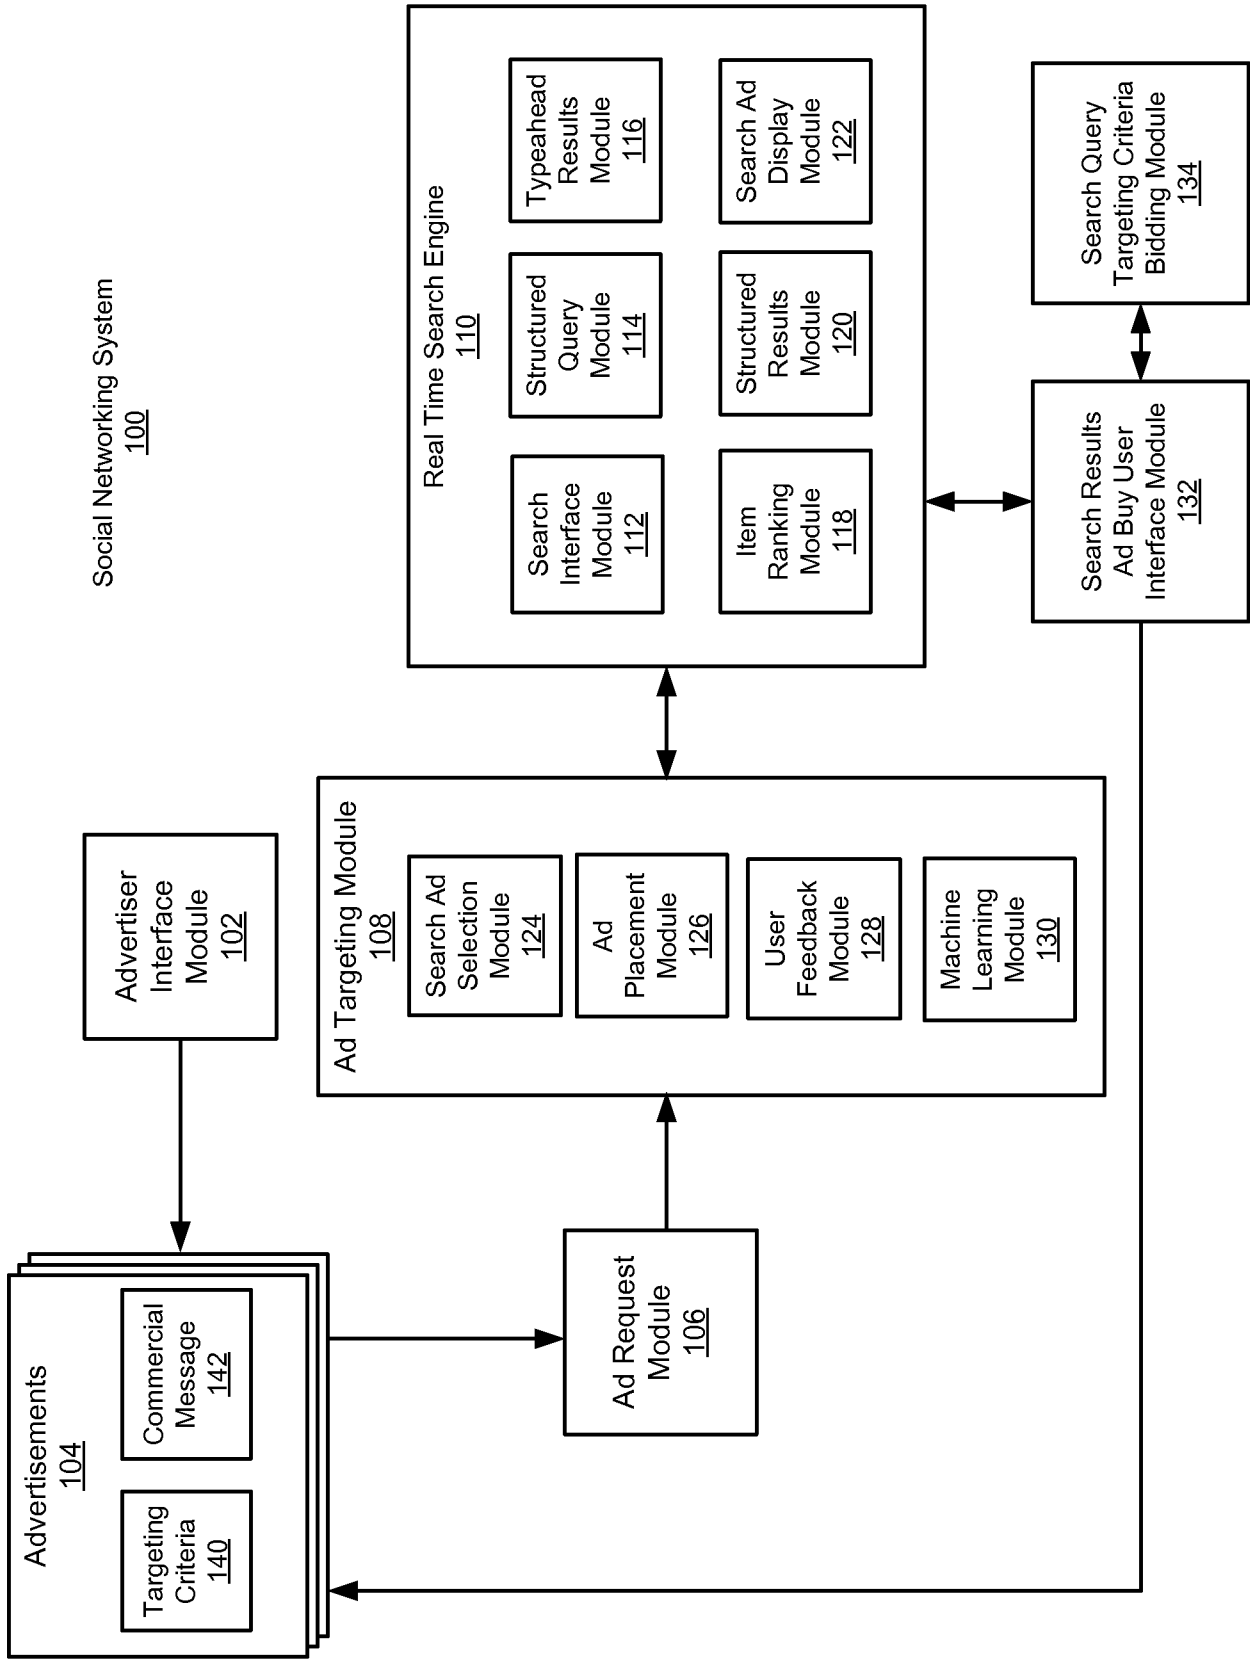 Social Networking System
100
Advertisements
104
Targeting
Criteria
140
Commercial
Message
142
Advertiser
Interface
Module
102
Ad Request
Module
106
Ad Targeting Module
108
Search Ad
Selection
Module
124
Ad
Placement
Module
126
User
Feedback
Module
128
Machine
Learning
Module
130
Real Time Search Engine
110
Search
Interface
Module
112
Structured
Query
Module
114
Typeahead
Results
Module
116
Item
Ranking
Module
118
Structured
Results
Module
120
Search Ad
Display
Module
122
Search Results
Ad Buy User
Interface Module
132
Search Query
Targeting Criteria
Bidding Module
134